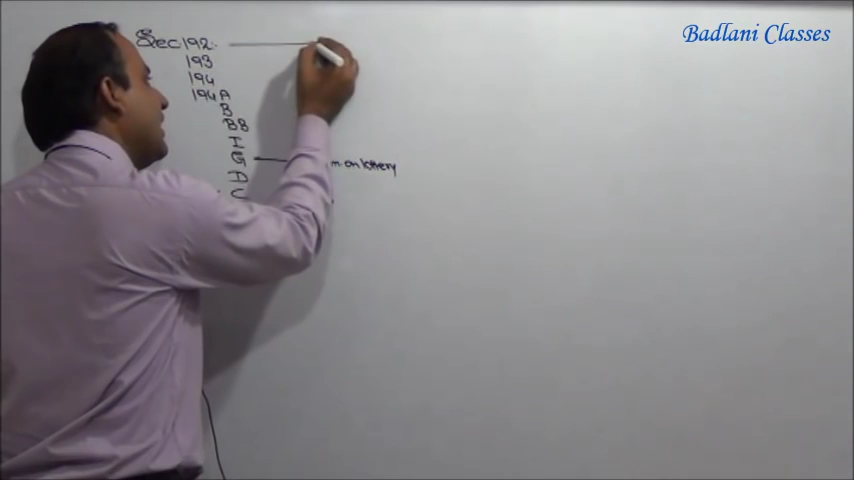 Badlani Classes
Sec 192.
193
194
194 A
B
BB
I
G on lottery
D
C